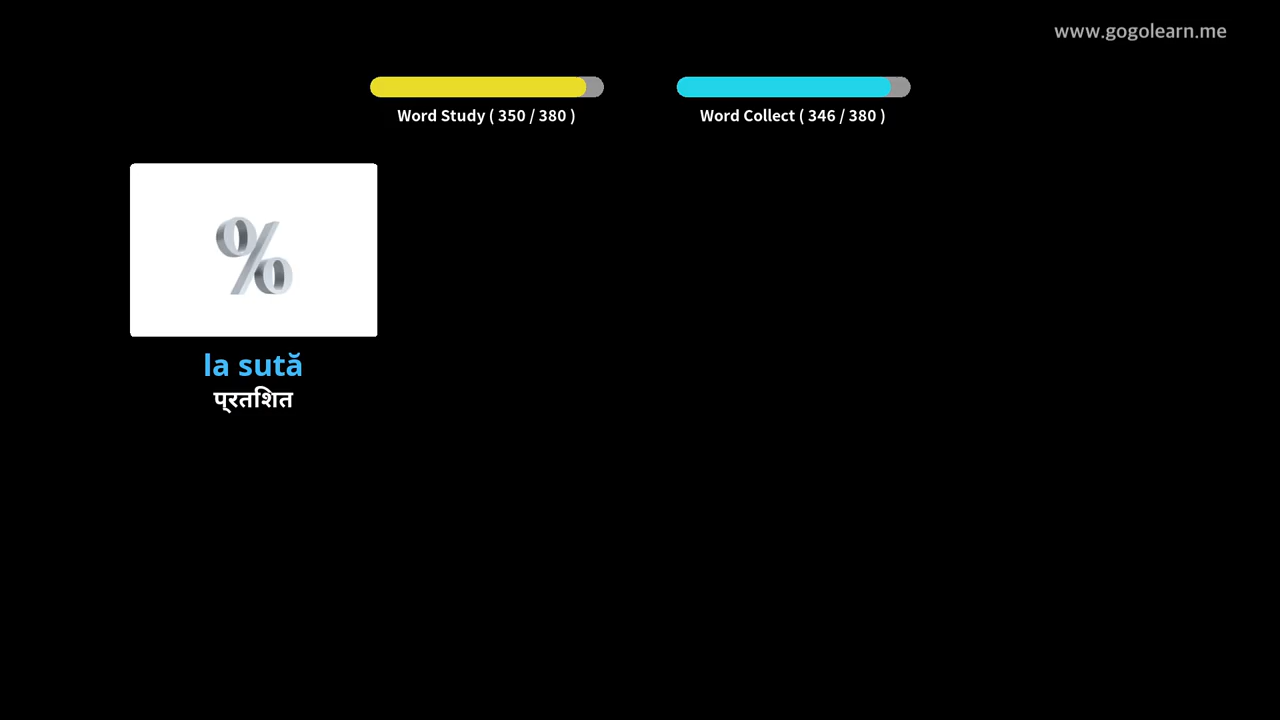 www.gogolearn.me
Word Study ( 350 / 380 )
Word Collect ( 346 / 380 )
%
la sută
प्रतशित